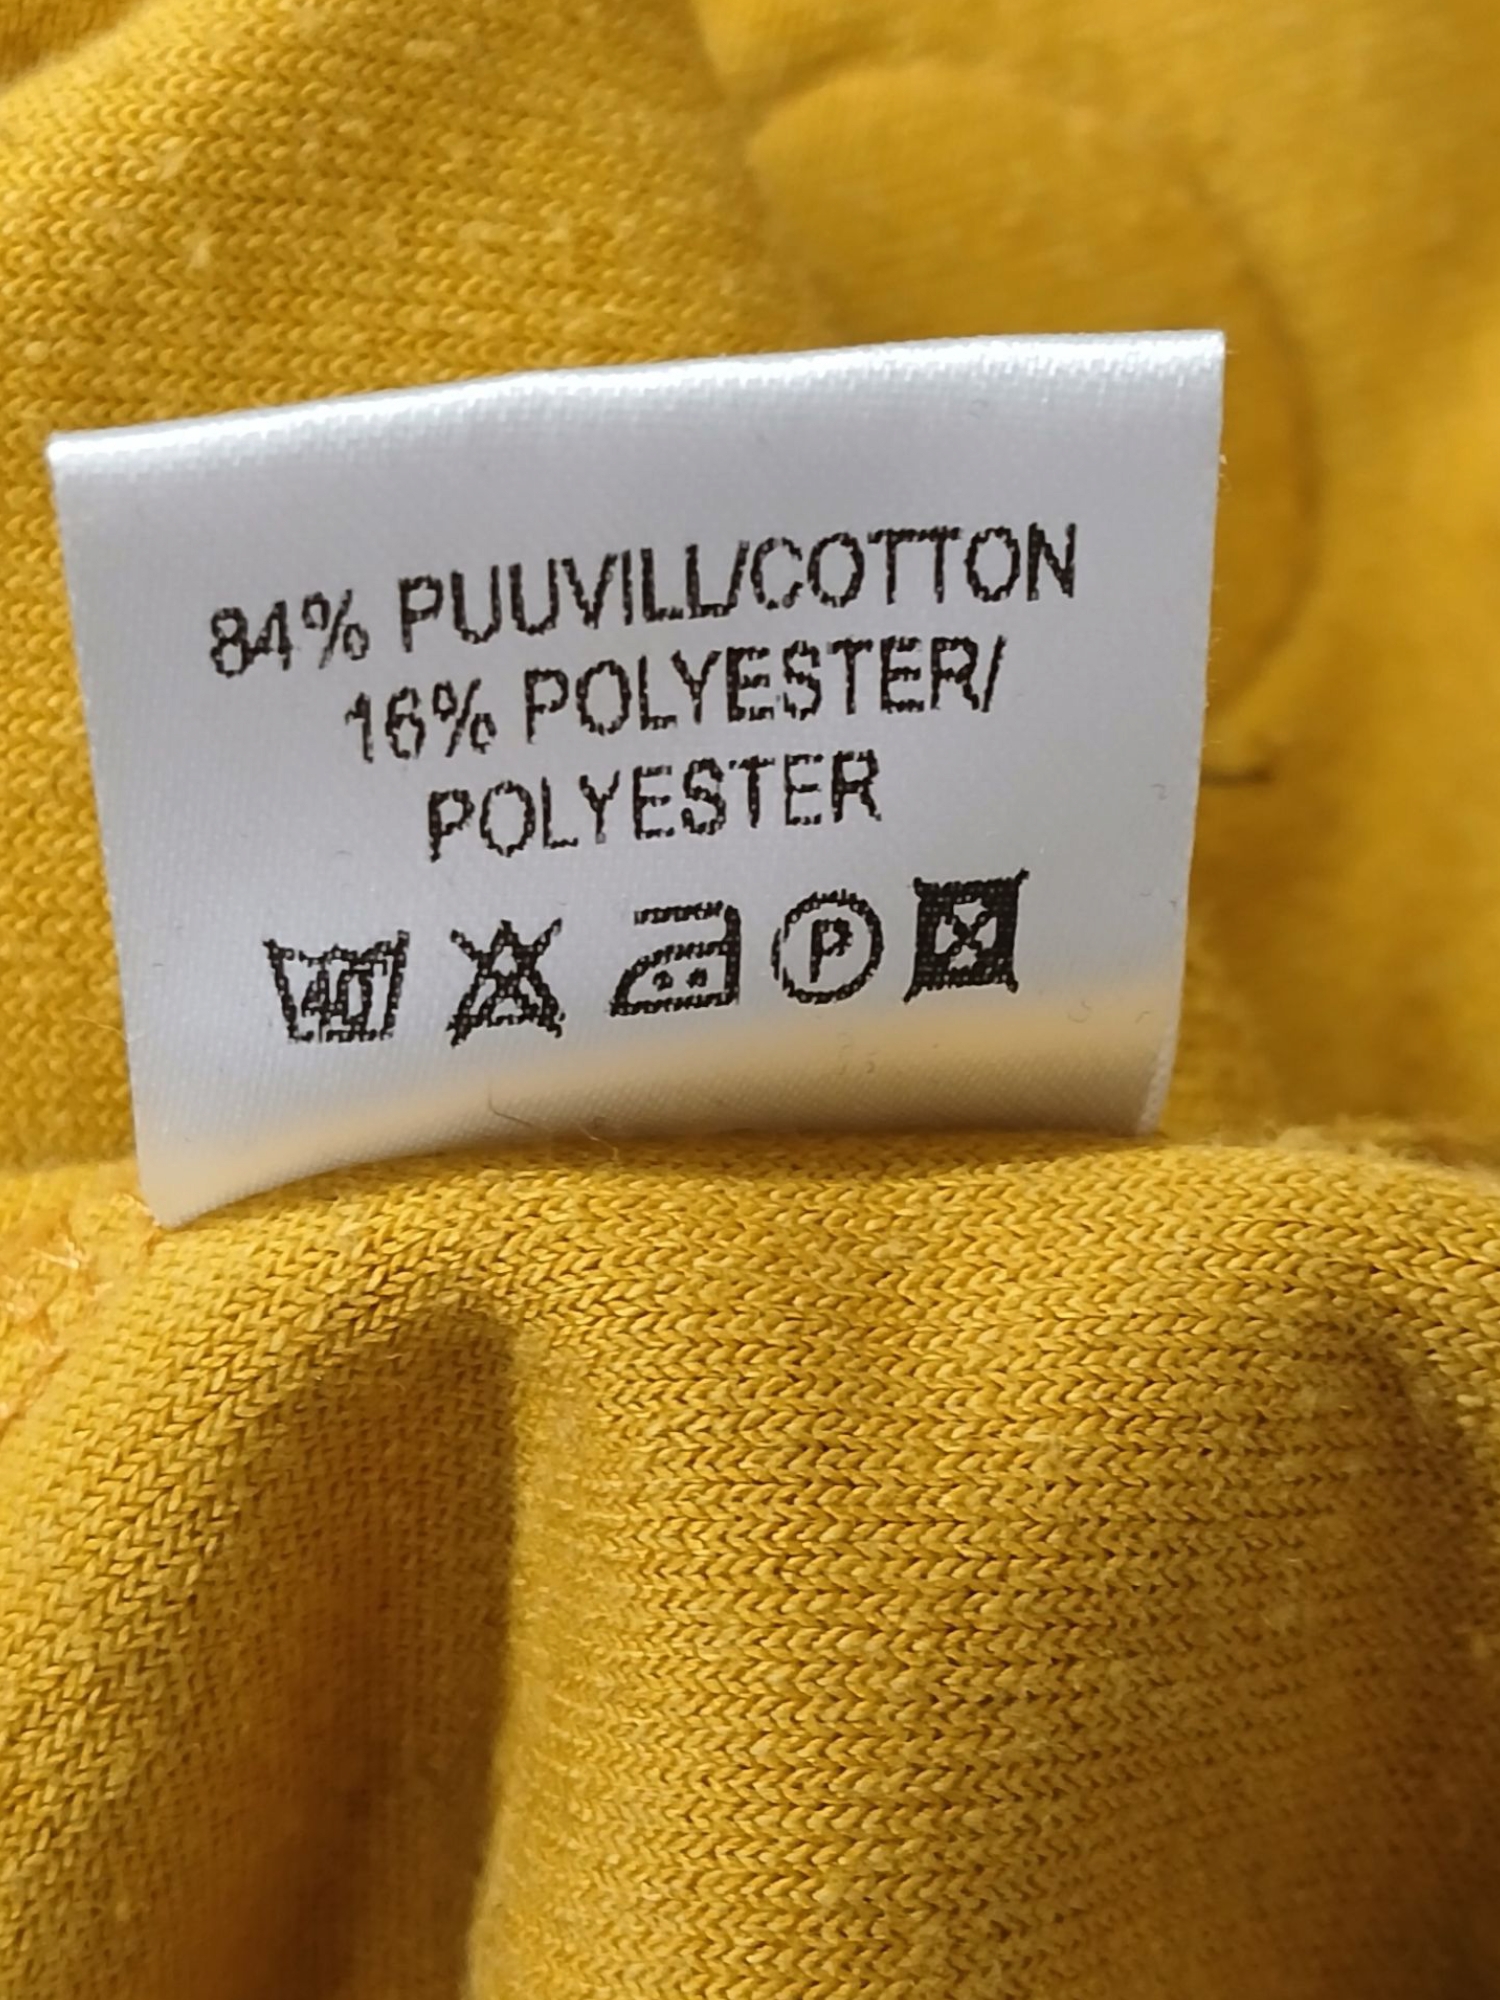 84% PUUVILL/COTTON
16% POLYESTER/
POLYESTER
40 P